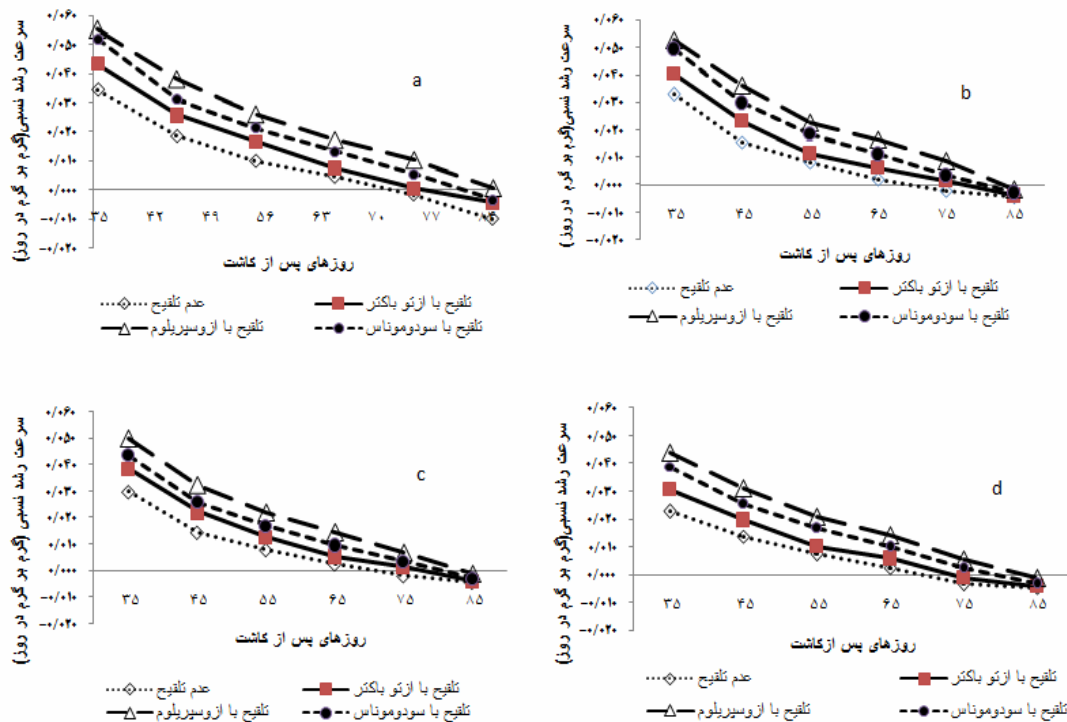 سرعت رشد نسبی(گرم بر گرم در روز)
۰/۰۶۰
۰/۰۵۰
۰/۰۴۰
۰/۰۳۰
۰/۰۲۰
۰/۰۱۰
۰/۰۰۰
-۰/۰۱۰
-۰/۰۲۰
a
۳۵ ۴۲ ۴۹ ۵۶ ۶۳ ۷۰ ۷۷ ۸۴
روزهای پس از کاشت
عدم تلقیح
تلقیح با ازتو باکتر
تلقیح با ازوسپریلوم
تلقیح با سودوموناس
سرعت رشد نسبی(گرم بر گرم در روز)
۰/۰۶۰
۰/۰۵۰
۰/۰۴۰
۰/۰۳۰
۰/۰۲۰
۰/۰۱۰
۰/۰۰۰
-۰/۰۱۰
-۰/۰۲۰
b
۳۵ ۴۵ ۵۵ ۶۵ ۷۵ ۸۵
روزهای پس از کاشت
عدم تلقیح
تلقیح با ازتو باکتر
تلقیح با ازوسپریلوم
تلقیح با سودوموناس
سرعت رشد نسبی (گرم بر گرم در روز)
۰/۰۶۰
۰/۰۵۰
۰/۰۴۰
۰/۰۳۰
۰/۰۲۰
۰/۰۱۰
۰/۰۰۰
-۰/۰۱۰
-۰/۰۲۰
c
۳۵ ۴۵ ۵۵ ۶۵ ۷۵ ۸۵
روزهای پس از کاشت
عدم تلقیح
تلقیح با ازتو باکتر
تلقیح با ازوسپریلوم
تلقیح با سودوموناس
سرعت رشد نسبی(گرم بر گرم در روز)
۰/۰۶۰
۰/۰۵۰
۰/۰۴۰
۰/۰۳۰
۰/۰۲۰
۰/۰۱۰
۰/۰۰۰
-۰/۰۱۰
-۰/۰۲۰
d
۳۵ ۴۵ ۵۵ ۶۵ ۷۵ ۸۵
روزهای پس ازکاشت
عدم تلقیح
تلقیح با ازتو باکتر
تلقیح با ازوسپریلوم
تلقیح با سودوموناس